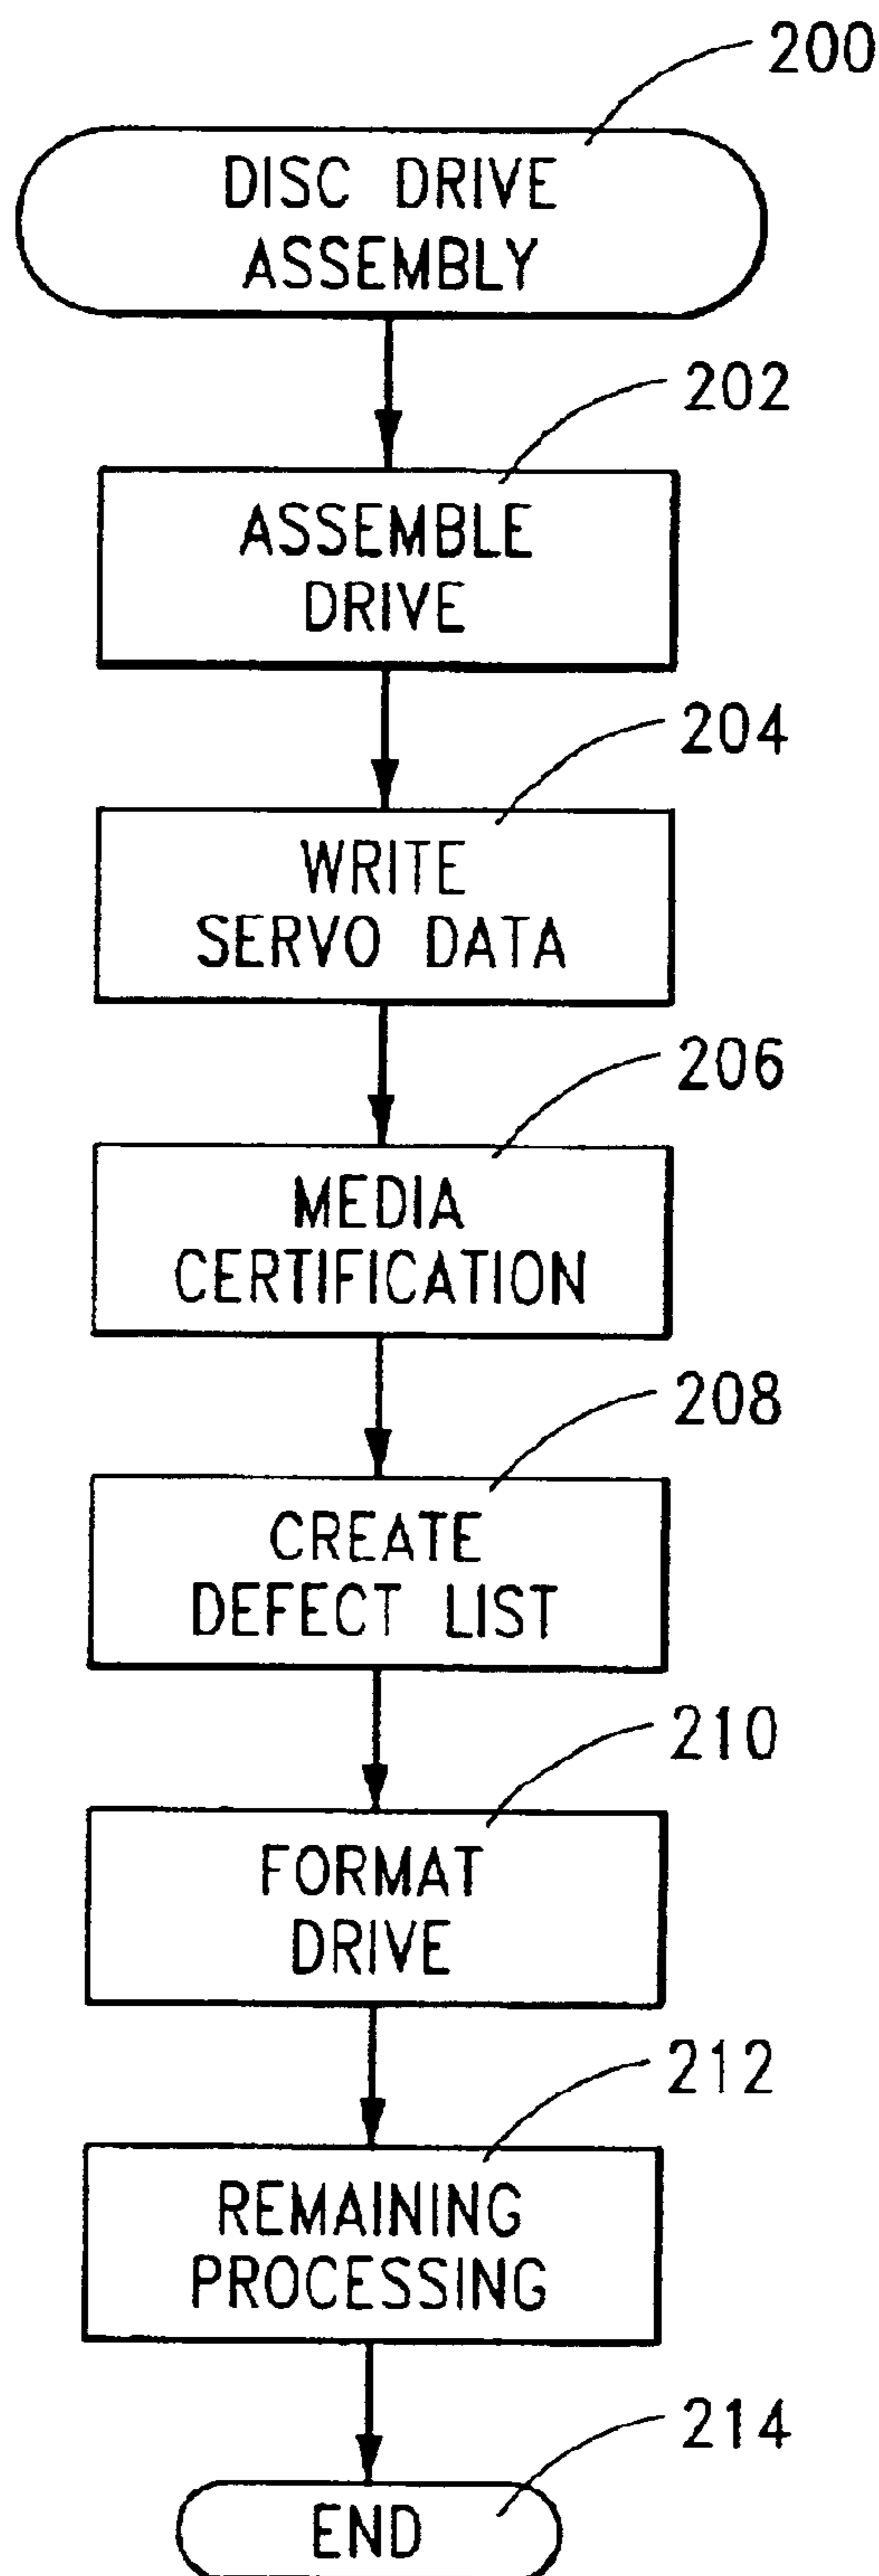 200
DISC DRIVE
ASSEMBLY
202
ASSEMBLE
DRIVE
204
WRITE
SERVO DATA
206
MEDIA
CERTIFICATION
208
CREATE
DEFECT LIST
210
FORMAT
DRIVE
212
REMAINING
PROCESSING
214
END